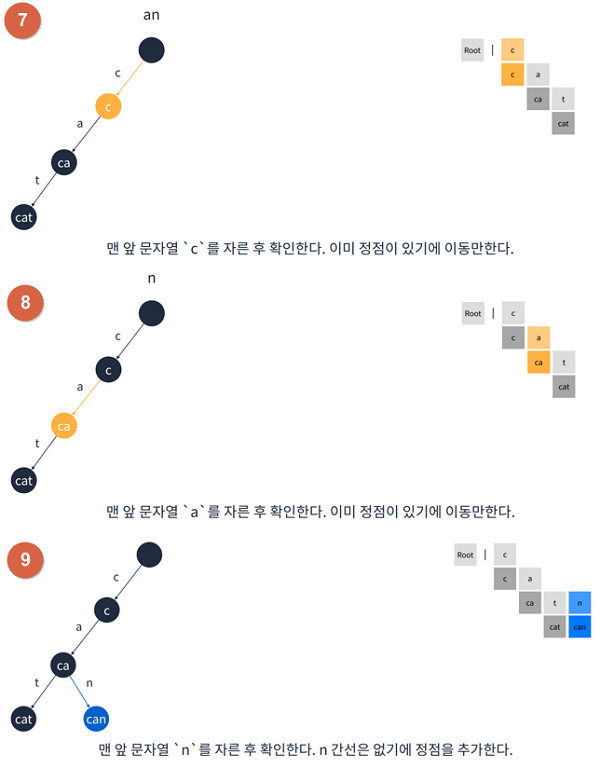 7
an
c
c
a
ca
t
cat
Root | c
c a
ca t
cat
맨 앞 문자열 `c`를 자른 후 확인한다. 이미 정점이 있기에 이동만한다.
8
n
c
c
a
ca
t
cat
Root | c
c a
ca t
cat
맨 앞 문자열 `a`를 자른 후 확인한다. 이미 정점이 있기에 이동만한다.
9
c
c
a
ca
t n
cat can
Root | c
c a
ca t n
cat can
맨 앞 문자열 `n`를 자른 후 확인한다. n 간선은 없기에 정점을 추가한다.